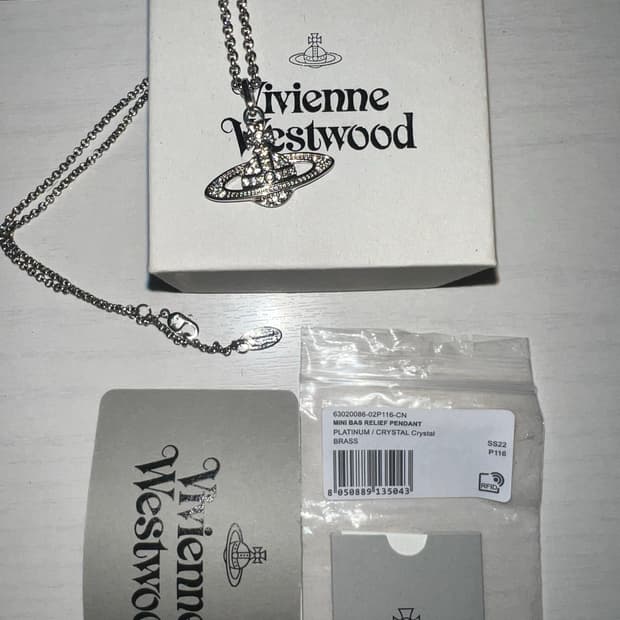 Vivienne
Westwood
63020086-02P116-CN
MINI BAS RELIEF PENDANT
PLATINUM / CRYSTAL Crystal
BRASS
SS22
P116
8 050889 135043
RFID
Vivienne
Westwood